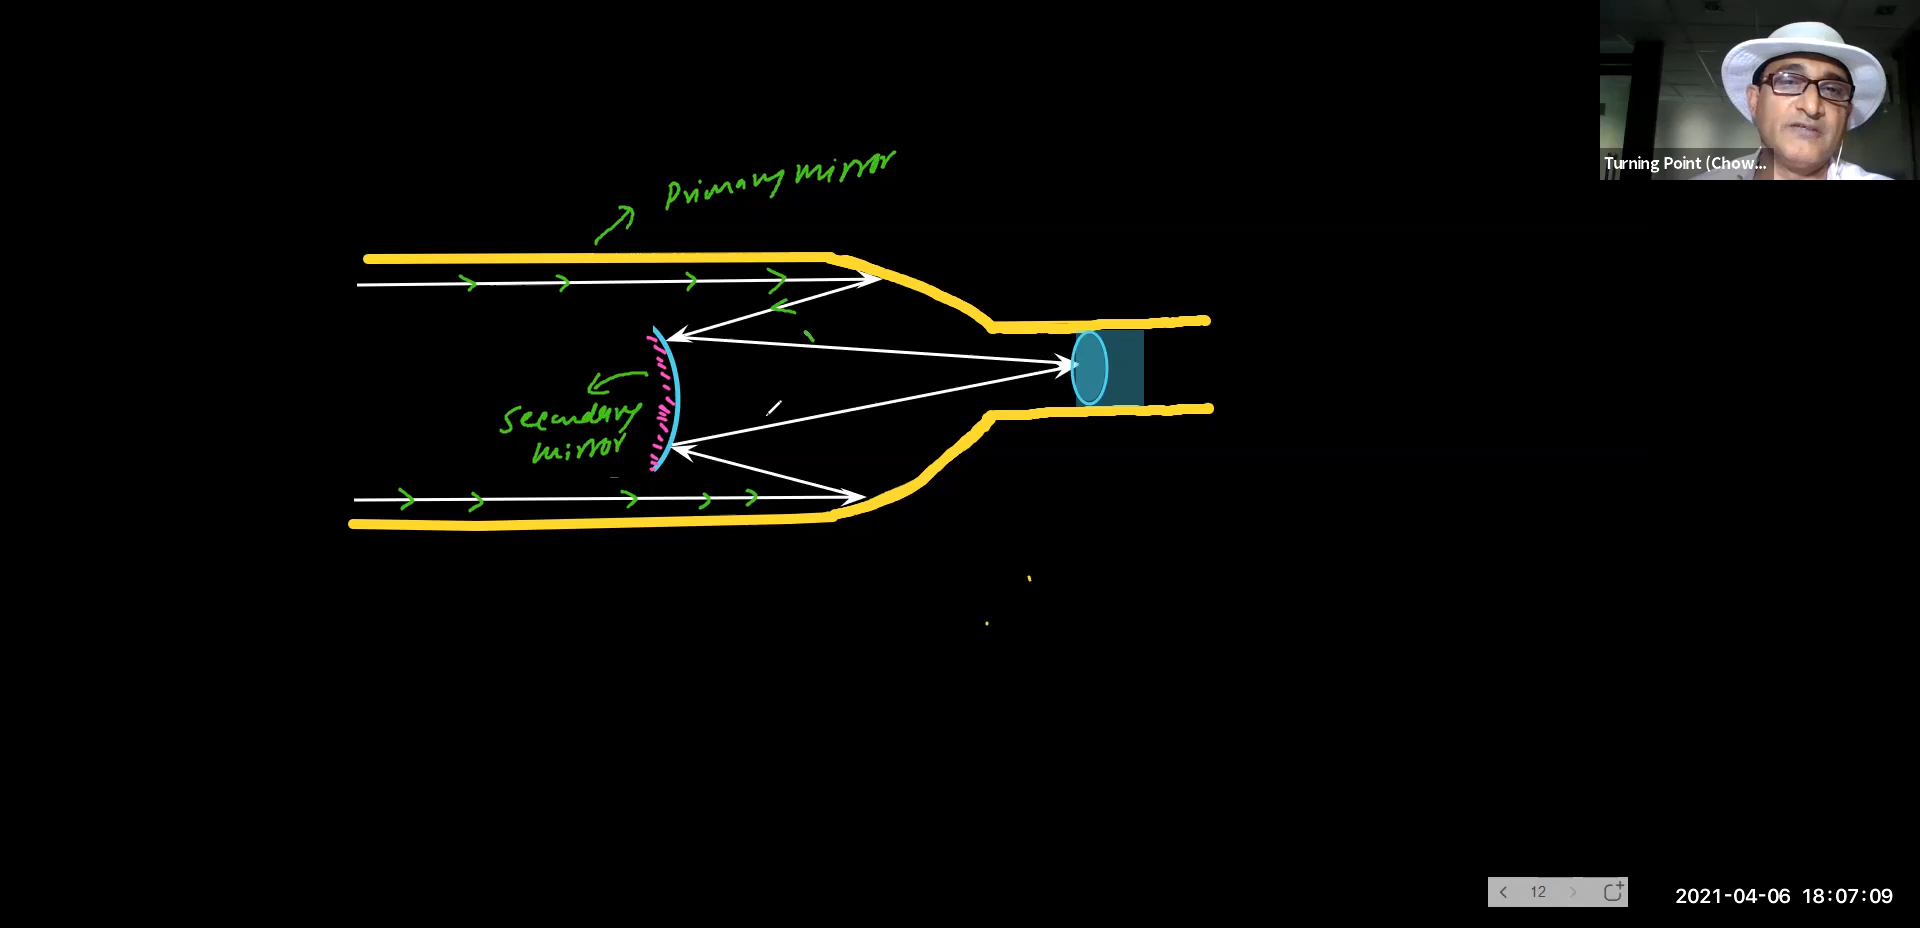 Turning Point (Chow...
Primary mirror
Secondary
mirror
12
2021-04-06 18:07:09